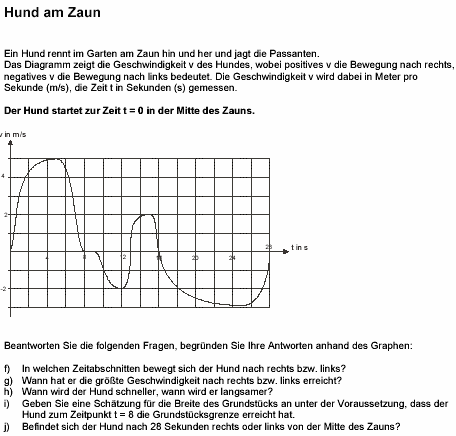 Hund am Zaun
Ein Hund rennt im Garten am Zaun hin und her und jagt die Passanten.
Das Diagramm zeigt die Geschwindigkeit v des Hundes, wobei positives v die Bewegung nach rechts,
negatives v die Bewegung nach links bedeutet. Die Geschwindigkeit v wird dabei in Meter pro
Sekunde (m/s), die Zeit t in Sekunden (s) gemessen.
Der Hund startet zur Zeit t = 0 in der Mitte des Zauns.
v in m/s
4
2
4 8 12 16 20 24 28 t in s
-2
Beantworten Sie die folgenden Fragen, begründen Sie Ihre Antworten anhand des Graphen:
f) In welchen Zeitabschnitten bewegt sich der Hund nach rechts bzw. links?
g) Wann hat er die größte Geschwindigkeit nach rechts bzw. links erreicht?
h) Wann wird der Hund schneller, wann wird er langsamer?
i) Geben Sie eine Schätzung für die Breite des Grundstücks an unter der Voraussetzung, dass der
Hund zum Zeitpunkt t = 8 die Grundstücksgrenze erreicht hat.
j) Befindet sich der Hund nach 28 Sekunden rechts oder links von der Mitte des Zauns?